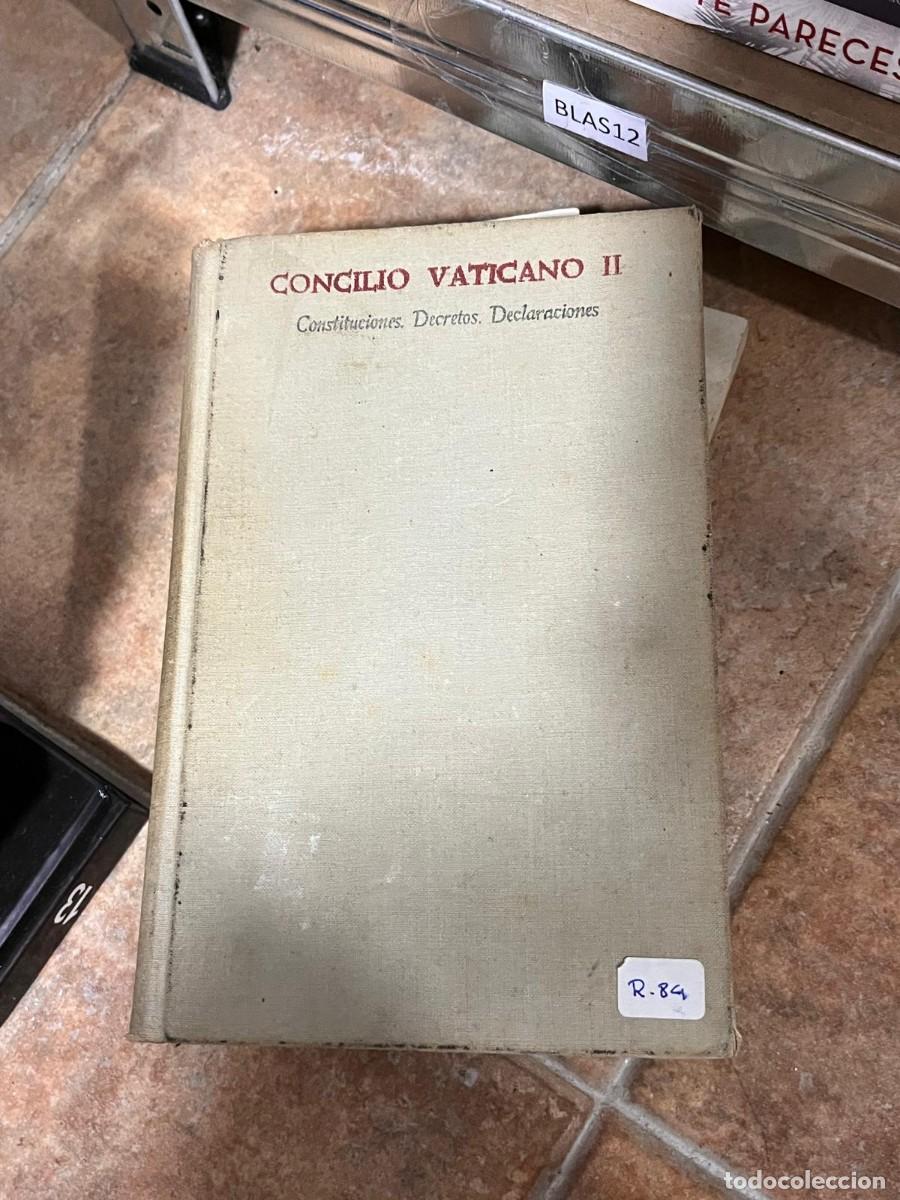 TE PARECES
BLAS12
CONCILIO VATICANO II
Constituciones. Decretos. Declaraciones
13
R-84
todocoleccion